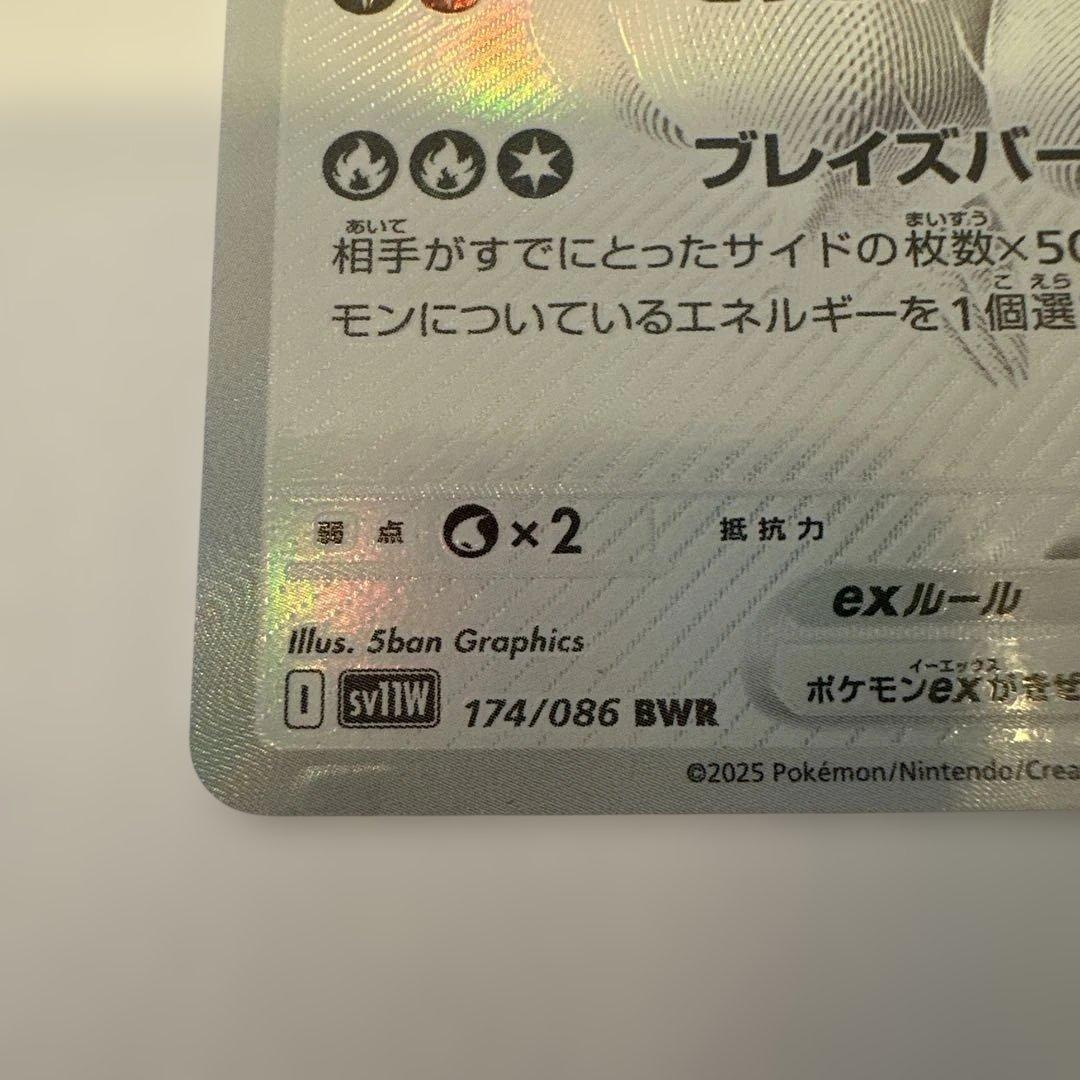 ブレイズバー
あいて まいすう
相手がすでにとったサイドの枚数×50
こ えら
モンについているエネルギーを1個選
弱 点 ×2 抵抗力
exルール
Illus. 5ban Graphics
イーエックス
ポケモンexがきぜ
I sv11W 174/086 BWR
©2025 Pokémon/Nintendo/Crea